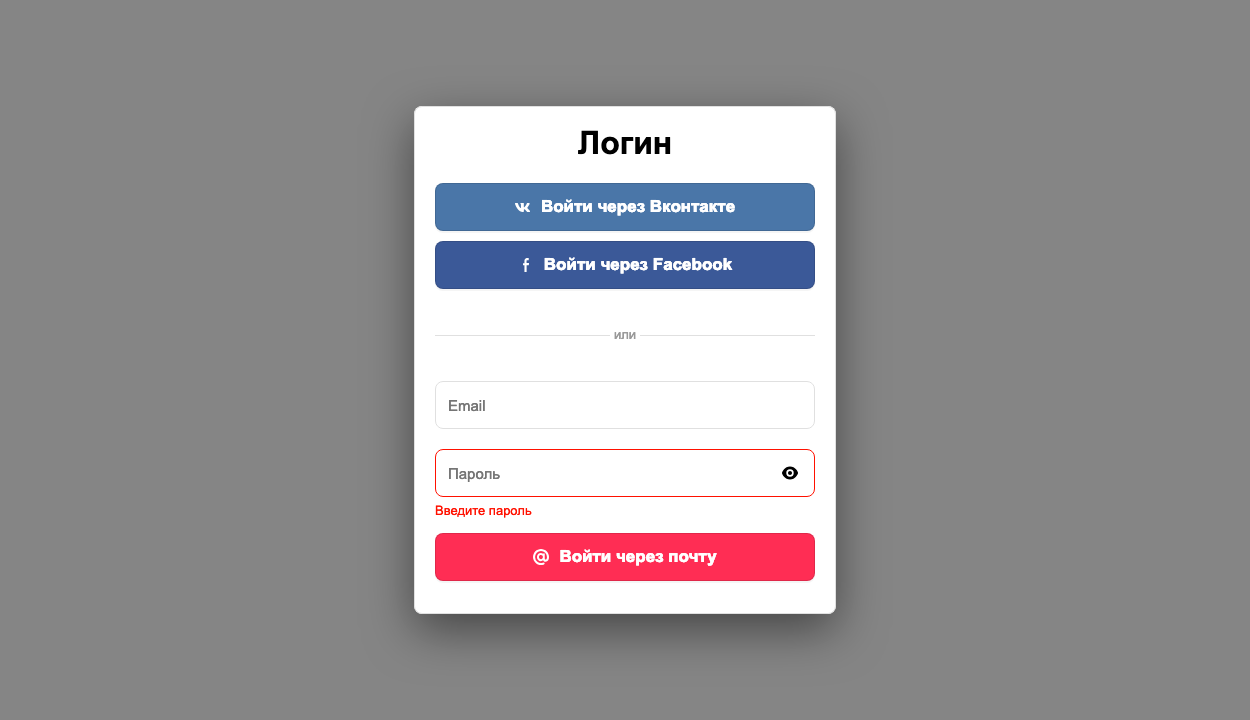 Логин
Войти через Вконтакте
Войти через Facebook
или
Email
Пароль
Введите пароль
@ Войти через почту